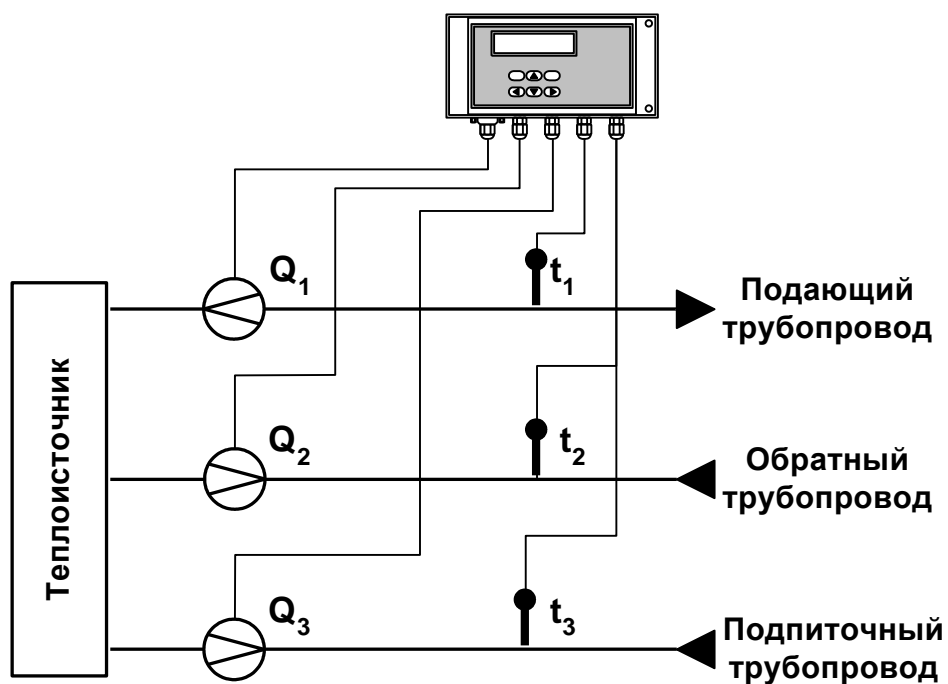 Q1
t1
Подающий
трубопровод
Теплоисточник
Q2
t2
Обратный
трубопровод
Q3
t3
Подпиточный
трубопровод